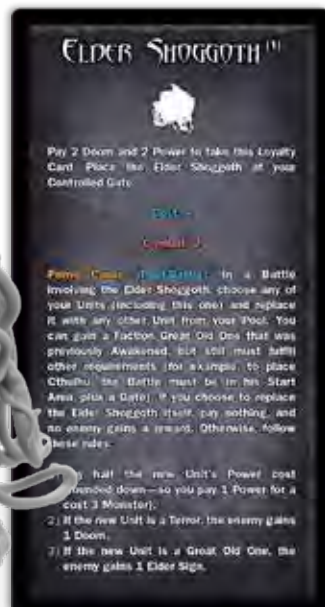 ELDER SHOGGOTH (1)
Pay 2 Doom and 2 Power to take this Loyalty
Card. Place the Elder Shoggoth at your
Controlled Gate.
Cost
Combat
(Post-Battle): In a Battle
involving the Elder Shoggoth, choose any of
your Units (including this one) and replace
it with any other Unit from your Pool. You
can gain a Faction Great Old One that was
previously Awakened, but still must fulfill
other requirements (for example, to place
Cthulhu, the Battle must be in his Start
Area, plus a Gate). If you choose to replace
the Elder Shoggoth itself, pay nothing, and
no enemy gains a reward. Otherwise, follow
these rules.
half the new Unit's Power cost
(rounded down—so you pay 1 Power for a
cost 3 Monster).
2) If the new Unit is a Terror, the enemy gains
1 Doom.
3) If the new Unit is a Great Old One, the
enemy gains 1 Elder Sign.